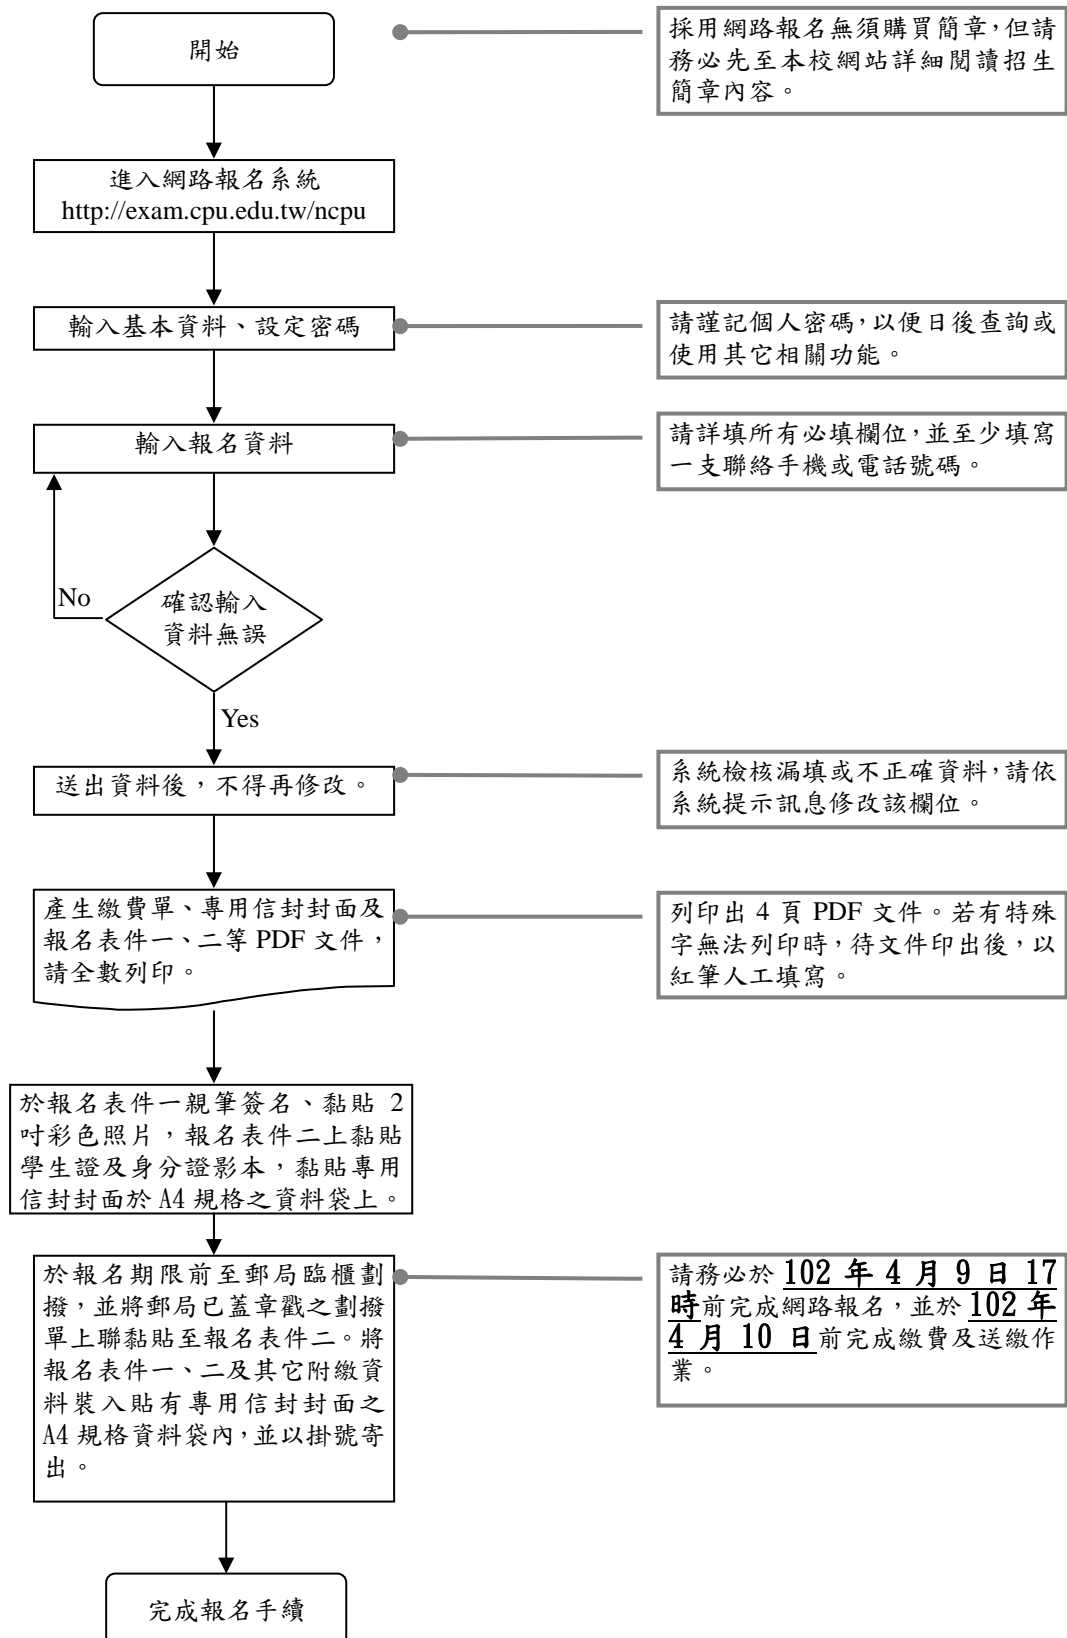 開始
採用網路報名無須購買簡章，但請
務必先至本校網站詳細閱讀招生
簡章內容。
進入網路報名系統
http://exam.cpu.edu.tw/ncpu
輸入基本資料、設定密碼
請謹記個人密碼，以便日後查詢或
使用其它相關功能。
輸入報名資料
請詳填所有必填欄位，並至少填寫
一支聯絡手機或電話號碼。
No
確認輸入
資料無誤
Yes
送出資料後，不得再修改。
系統檢核漏填或不正確資料，請依
系統提示訊息修改該欄位。
產生繳費單、專用信封封面及
報名表件一、二等 PDF 文件，
請全數列印。
列印出 4 頁 PDF 文件。若有特殊
字無法列印時，待文件印出後，以
紅筆人工填寫。
於報名表件一親筆簽名、黏貼 2
吋彩色照片，報名表件二上黏貼
學生證及身分證影本，黏貼專用
信封封面於 A4 規格之資料袋上。
於報名期限前至郵局臨櫃劃
撥，並將郵局已蓋章戳之劃撥
單上聯黏貼至報名表件二。將
報名表件一、二及其它附繳資
料裝入貼有專用信封封面之
A4 規格資料袋內，並以掛號寄
出。
請務必於 102 年 4 月 9 日 17
時前完成網路報名，並於 102 年
4 月 10 日前完成繳費及送繳作
業。
完成報名手續